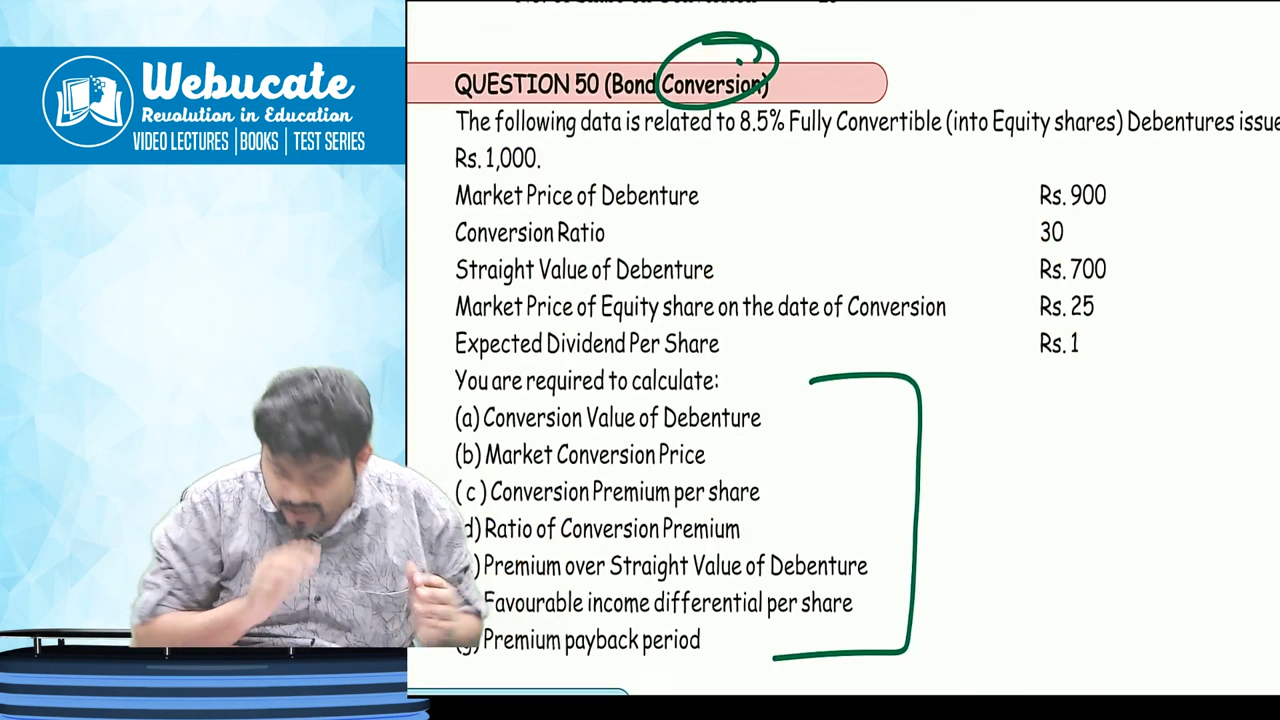 Webucate
Revolution in Education
VIDEO LECTURES | BOOKS | TEST SERIES
QUESTION 50 (Bond Conversion)
The following data is related to 8.5% Fully Convertible (into Equity shares) Debentures issue
Rs. 1,000.
Market Price of Debenture Rs. 900
Conversion Ratio 30
Straight Value of Debenture Rs. 700
Market Price of Equity share on the date of Conversion Rs. 25
Expected Dividend Per Share Rs. 1
You are required to calculate:
(a) Conversion Value of Debenture
(b) Market Conversion Price
( c ) Conversion Premium per share
d) Ratio of Conversion Premium
) Premium over Straight Value of Debenture
Favourable income differential per share
(g) Premium payback period